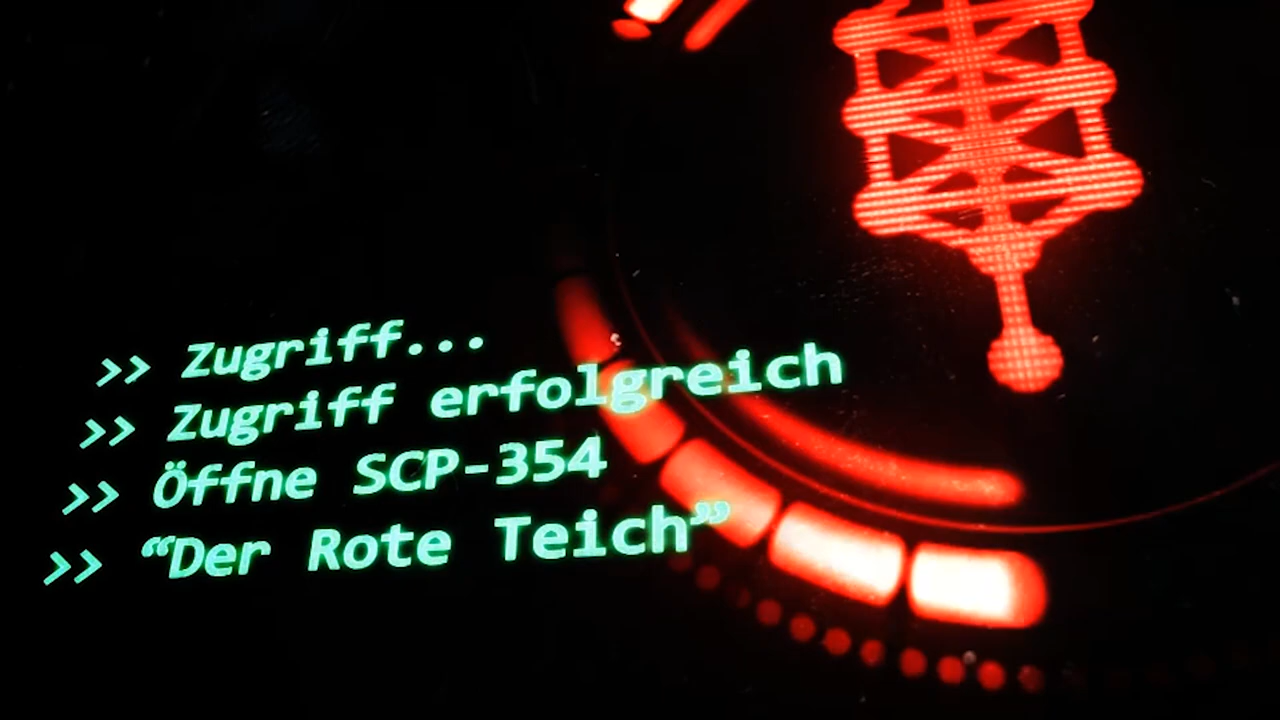 >> Zugriff...
>> Zugriff erfolgreich
>> Öffne SCP-354
>> “Der Rote Teich”